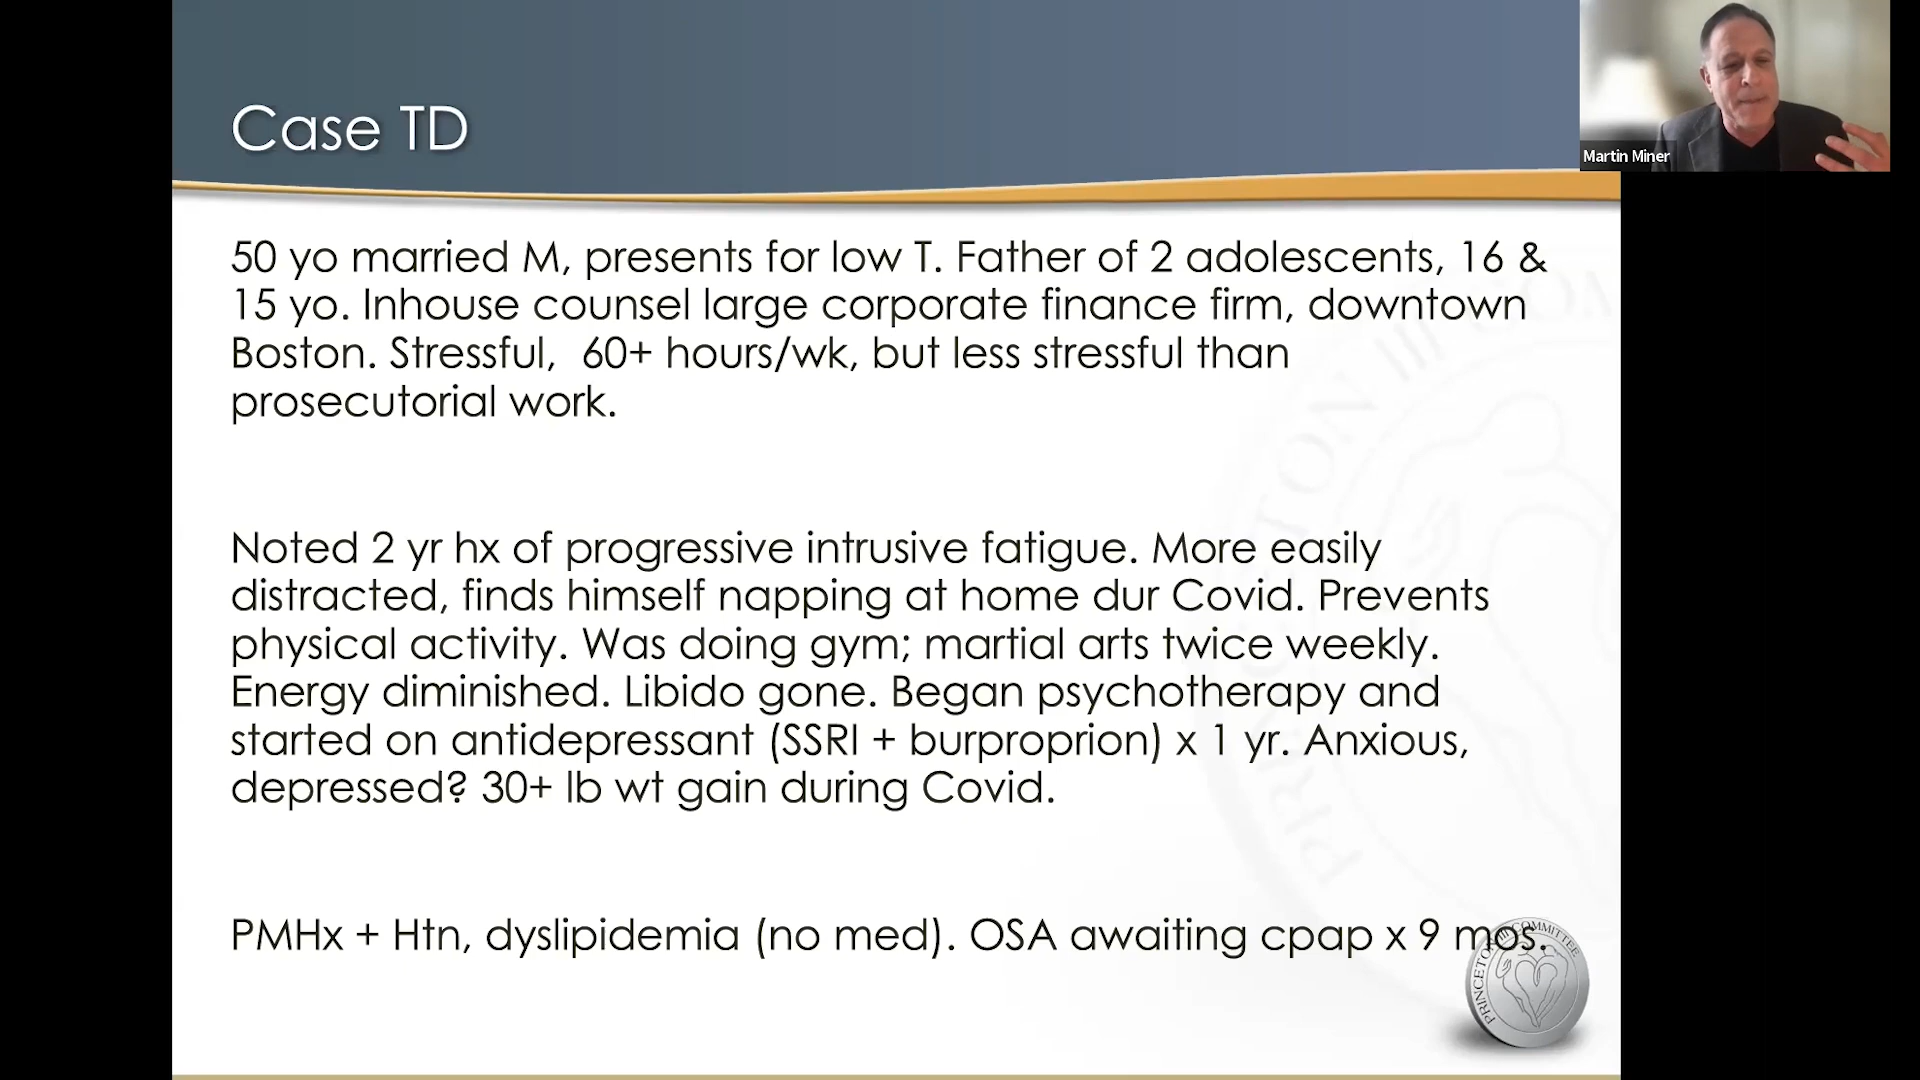 Case TD
Martin Miner
50 yo married M, presents for low T. Father of 2 adolescents, 16 &
15 yo. Inhouse counsel large corporate finance firm, downtown
Boston. Stressful,  60+ hours/wk, but less stressful than
prosecutorial work.
Noted 2 yr hx of progressive intrusive fatigue. More easily
distracted, finds himself napping at home dur Covid. Prevents
physical activity. Was doing gym; martial arts twice weekly.
Energy diminished. Libido gone. Began psychotherapy and
started on antidepressant (SSRI + burproprion) x 1 yr. Anxious,
depressed? 30+ lb wt gain during Covid.
PMHx + Htn, dyslipidemia (no med). OSA awaiting cpap x 9 mos.
PRINCETON III COMMITTEE